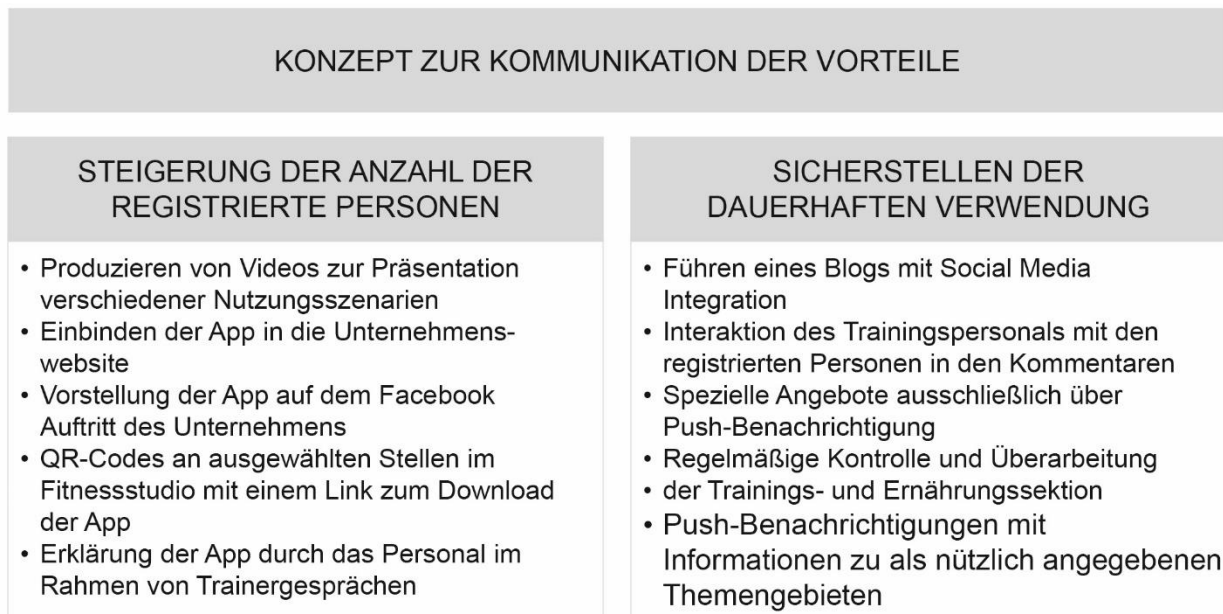 KONZEPT ZUR KOMMUNIKATION DER VORTEILE
STEIGERUNG DER ANZAHL DER
REGISTRIERTE PERSONEN
• Produzieren von Videos zur Präsentation
verschiedener Nutzungsszenarien
• Einbinden der App in die Unternehmens-
website
• Vorstellung der App auf dem Facebook
Auftritt des Unternehmens
• QR-Codes an ausgewählten Stellen im
Fitnessstudio mit einem Link zum Download
der App
• Erklärung der App durch das Personal im
Rahmen von Trainergesprächen
SICHERSTELLEN DER
DAUERHAFTEN VERWENDUNG
• Führen eines Blogs mit Social Media
Integration
• Interaktion des Trainingspersonals mit den
registrierten Personen in den Kommentaren
• Spezielle Angebote ausschließlich über
Push-Benachrichtigung
• Regelmäßige Kontrolle und Überarbeitung
• der Trainings- und Ernährungssektion
• Push-Benachrichtigungen mit
Informationen zu als nützlich angegebenen
Themengebieten